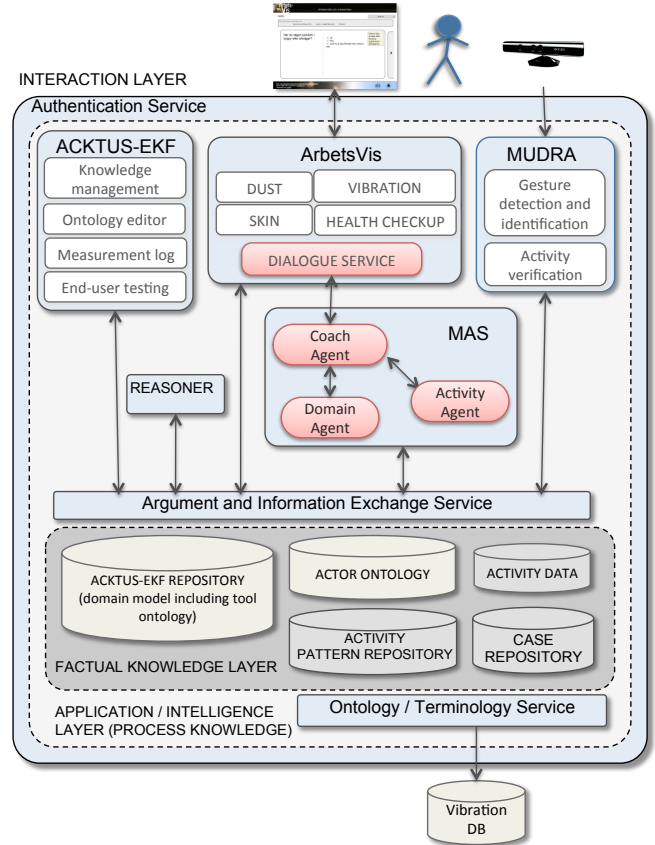 INTERACTION LAYER
Authentication Service
ACKTUS-EKF
Knowledge
management
Ontology editor
Measurement log
End-user testing
ArbetsVis
DUST
VIBRATION
SKIN
HEALTH CHECKUP
DIALOGUE SERVICE
MUDRA
Gesture
detection and
identification
Activity
verification
MAS
Coach
Agent
Domain
Agent
Activity
Agent
REASONER
Argument and Information Exchange Service
ACKTUS-EKF REPOSITORY
(domain model including tool
ontology)
ACTOR ONTOLOGY
ACTIVITY DATA
ACTIVITY
PATTERN REPOSITORY
CASE
REPOSITORY
FACTUAL KNOWLEDGE LAYER
APPLICATION / INTELLIGENCE
LAYER (PROCESS KNOWLEDGE)
Ontology / Terminology Service
Vibration
DB